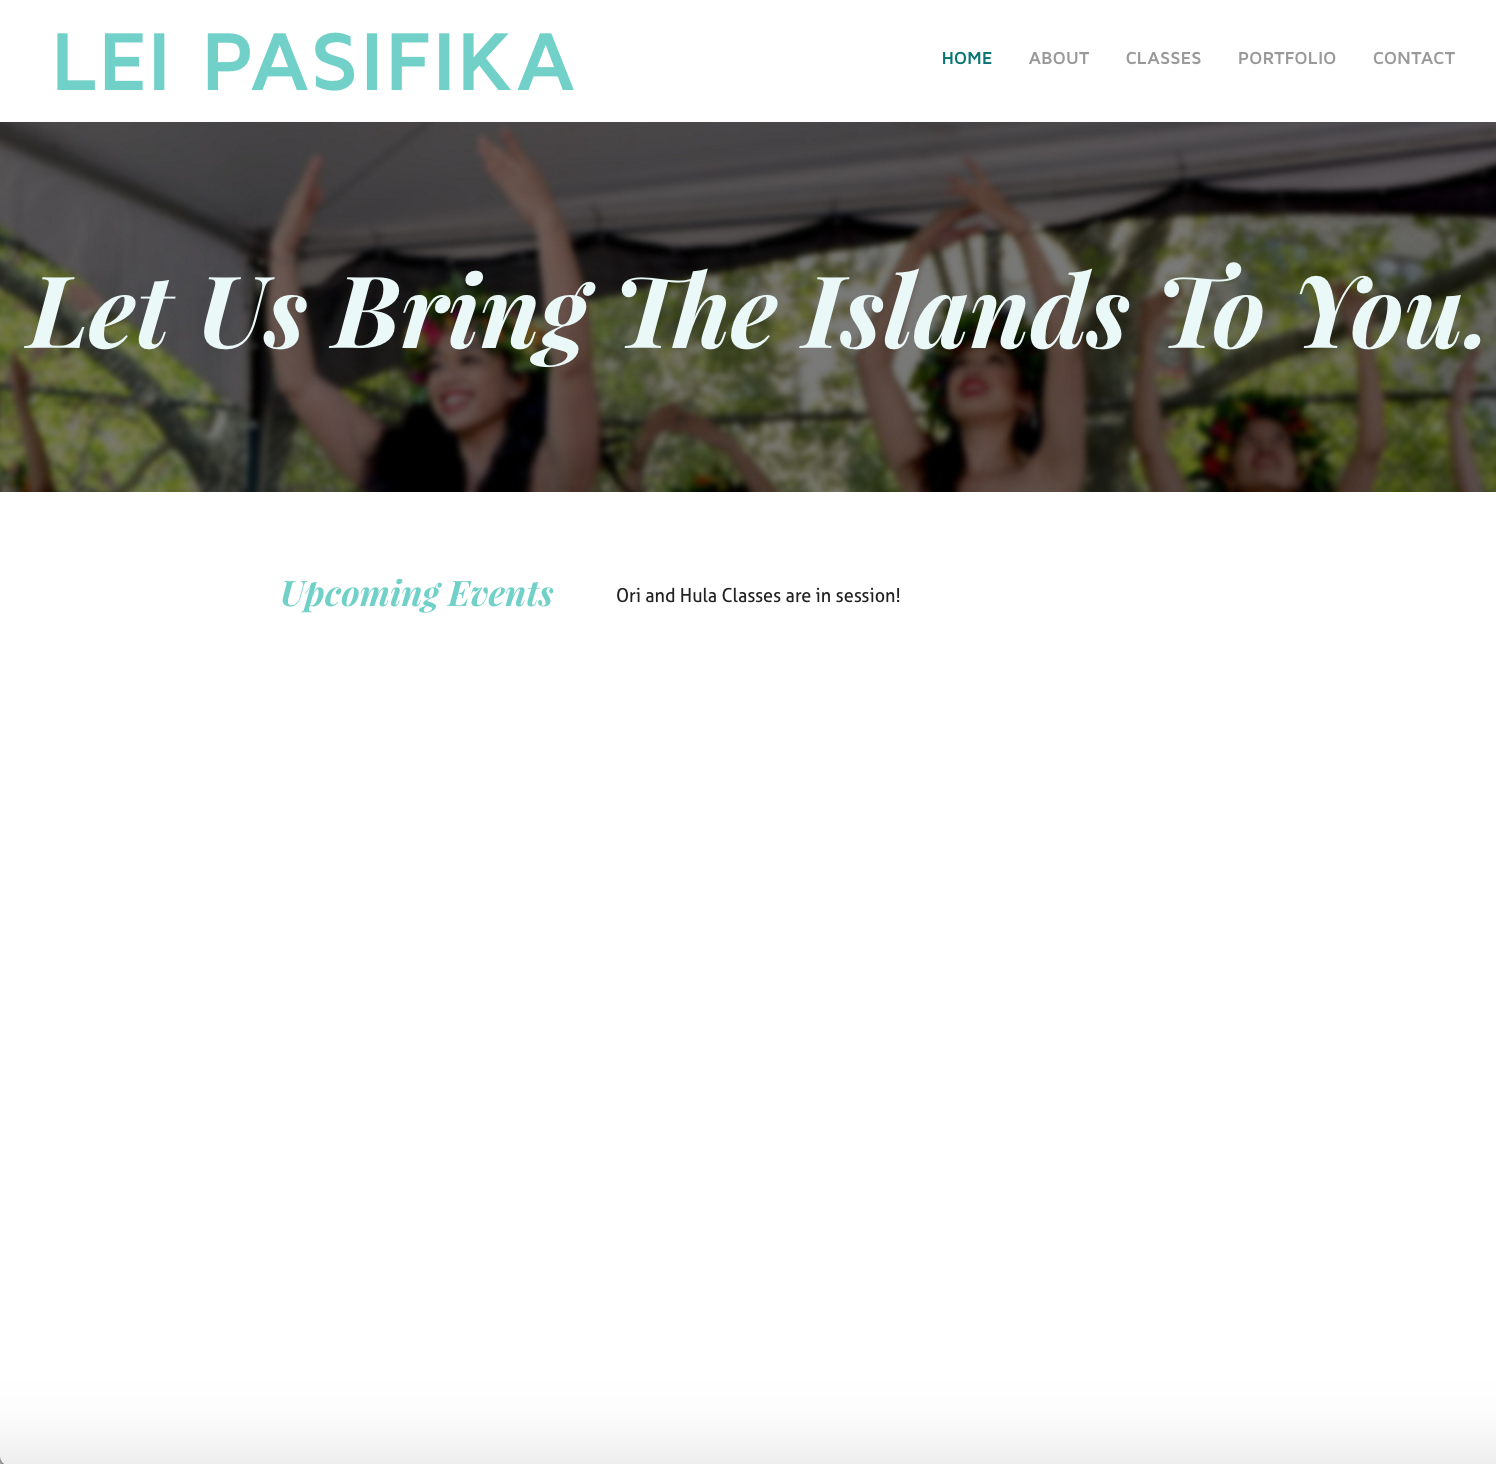 LEI PASIFIKA
HOME ABOUT CLASSES PORTFOLIO CONTACT
Let Us Bring The Islands To You.
Upcoming Events
Ori and Hula Classes are in session!